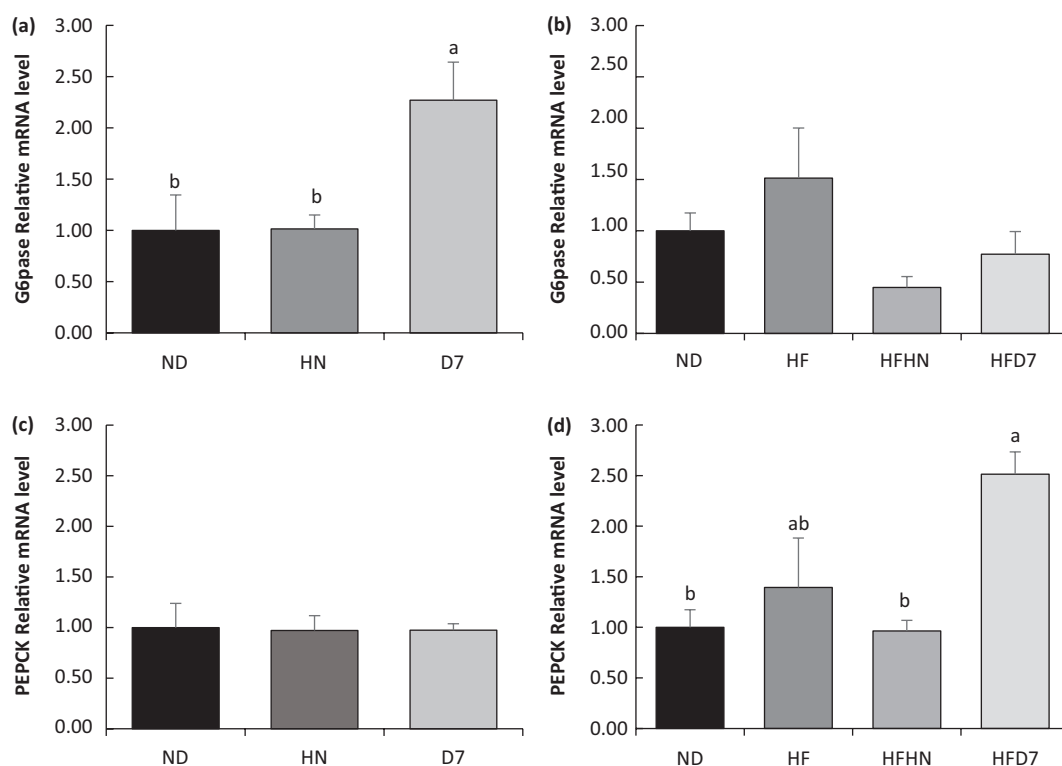 (a)
G6pase Relative mRNA level
3.00
2.50
2.00
1.50
1.00
0.50
0.00
b
b
a
ND HN D7
(b)
G6pase Relative mRNA level
3.00
2.50
2.00
1.50
1.00
0.50
0.00
ND HF HFHN HFD7
(c)
PEPCK Relative mRNA level
3.00
2.50
2.00
1.50
1.00
0.50
0.00
ND HN D7
(d)
PEPCK Relative mRNA level
3.00
2.50
2.00
1.50
1.00
0.50
0.00
b
ab
b
a
ND HF HFHN HFD7